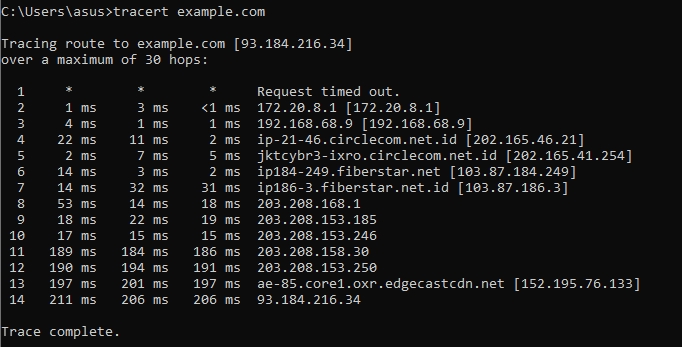 C:\Users\asus>tracert example.com
Tracing route to example.com [93.184.216.34]
over a maximum of 30 hops:
1 * * * Request timed out.
2 1 ms 3 ms <1 ms 172.20.8.1 [172.20.8.1]
3 4 ms 1 ms 1 ms 192.168.68.9 [192.168.68.9]
4 22 ms 11 ms 2 ms ip-21-46.circlecom.net.id [202.165.46.21]
5 2 ms 7 ms 5 ms jktcybr3-ixro.circlecom.net.id [202.165.41.254]
6 14 ms 3 ms 2 ms ip184-249.fiberstar.net [103.87.184.249]
7 14 ms 32 ms 31 ms ip186-3.fiberstar.net.id [103.87.186.3]
8 53 ms 14 ms 18 ms 203.208.168.1
9 18 ms 22 ms 19 ms 203.208.153.185
10 17 ms 15 ms 15 ms 203.208.153.246
11 189 ms 184 ms 186 ms 203.208.158.30
12 190 ms 194 ms 191 ms 203.208.153.250
13 197 ms 201 ms 197 ms ae-85.core1.oxr.edgecastcdn.net [152.195.76.133]
14 211 ms 206 ms 206 ms 93.184.216.34
Trace complete.